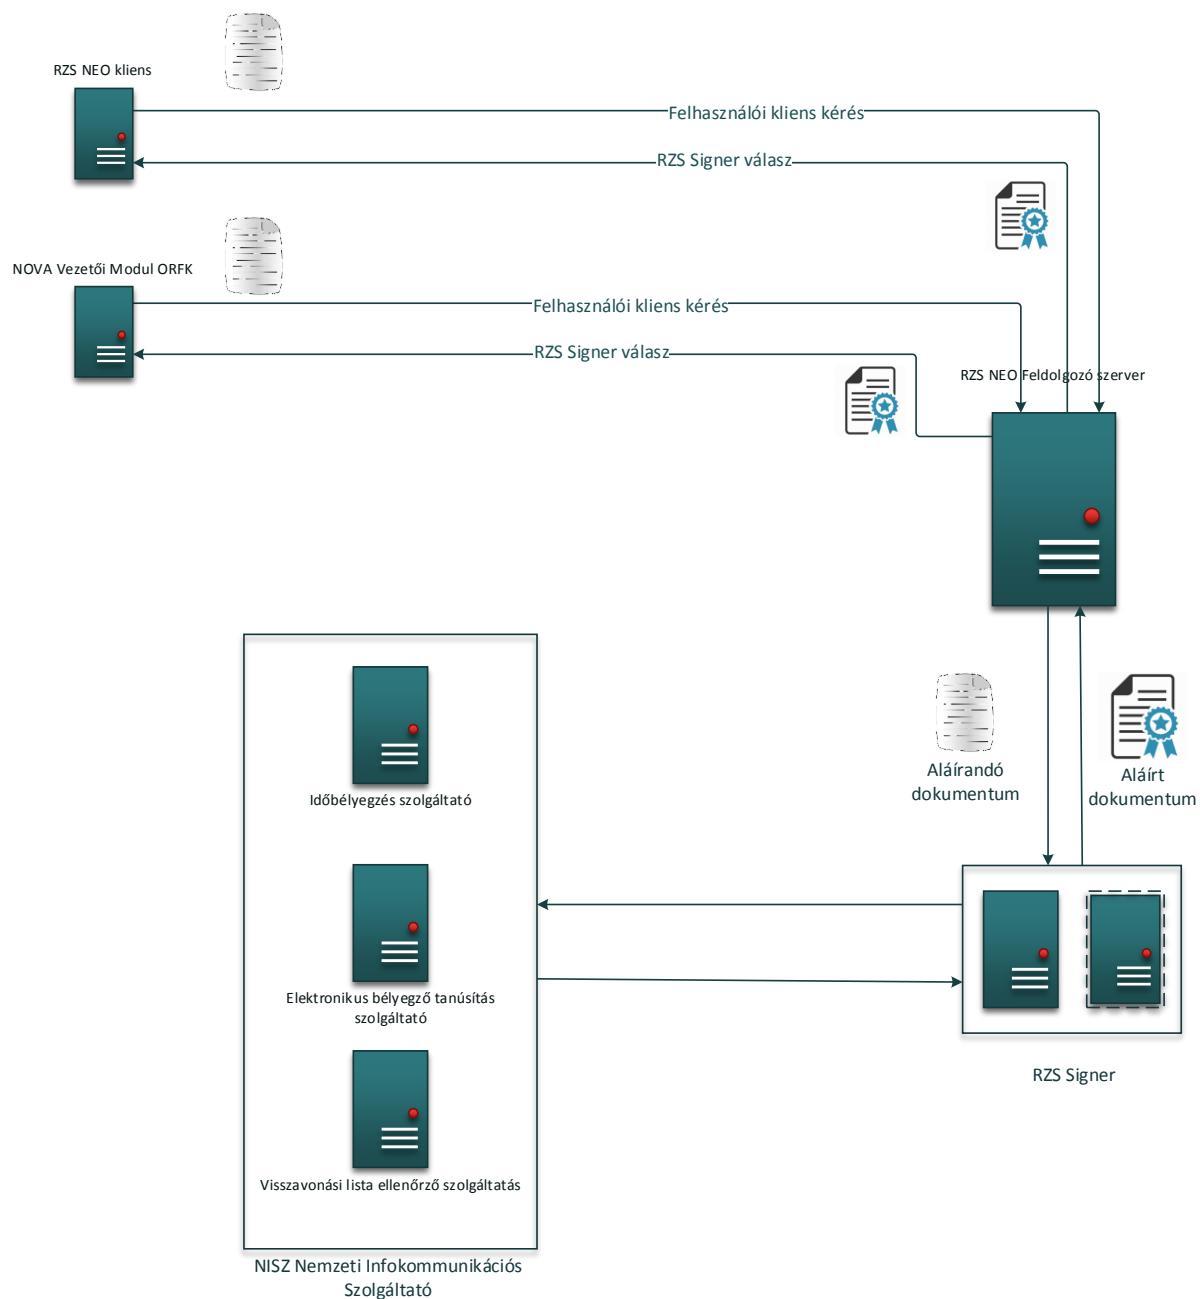 RZS NEO kliens
Felhasználói kliens kérés
RZS Signer válasz
NOVA Vezetői Modul ORFK
Felhasználói kliens kérés
RZS Signer válasz
RZS NEO Feldolgozó szerver
Aláírandó
dokumentum
Aláírt
dokumentum
Időbélyegzés szolgáltató
Elektronikus bélyegző tanúsítás
szolgáltató
Visszavonási lista ellenőrző szolgáltatás
RZS Signer
NISZ Nemzeti Infokommunikációs
Szolgáltató